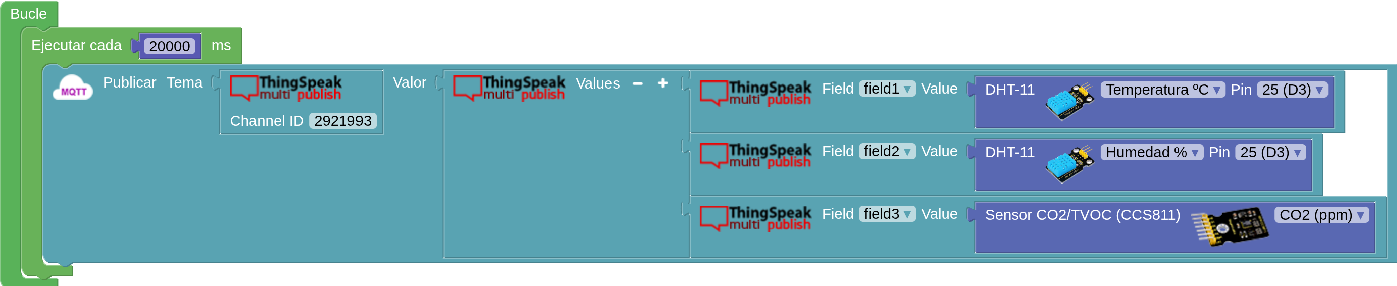 Bucle
Ejecutar cada 20000 ms
MQTT Publicar Tema ThingSpeak multi publish Channel ID 2921993 Valor ThingSpeak multi publish Values - +
ThingSpeak multi publish Field field1 ▾ Value DHT-11 Temperatura ºC ▾ Pin 25 (D3) ▾
ThingSpeak multi publish Field field2 ▾ Value DHT-11 Humedad % ▾ Pin 25 (D3) ▾
ThingSpeak multi publish Field field3 ▾ Value Sensor CO2/TVOC (CCS811) CO2 (ppm) ▾